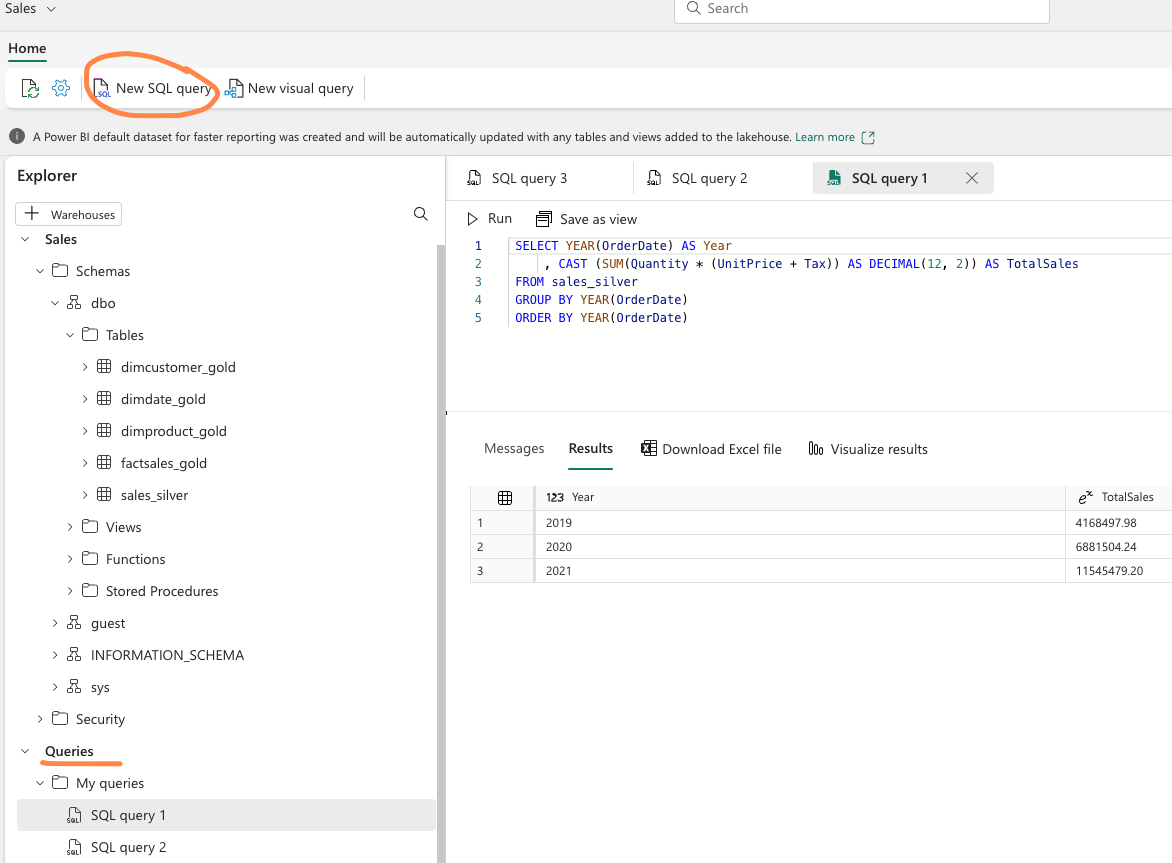 Sales
Search
Home
New SQL query
New visual query
A Power BI default dataset for faster reporting was created and will be automatically updated with any tables and views added to the lakehouse. Learn more
Explorer
Warehouses
Sales
Schemas
dbo
Tables
dimcustomer_gold
dimdate_gold
dimproduct_gold
factsales_gold
sales_silver
Views
Functions
Stored Procedures
guest
INFORMATION_SCHEMA
sys
Security
Queries
My queries
SQL query 1
SQL query 2
SQL query 3
SQL query 2
SQL query 1
Run
Save as view
1 SELECT YEAR(OrderDate) AS Year
2 , CAST (SUM(Quantity * (UnitPrice + Tax)) AS DECIMAL(12, 2)) AS TotalSales
3 FROM sales_silver
4 GROUP BY YEAR(OrderDate)
5 ORDER BY YEAR(OrderDate)
Messages
Results
Download Excel file
Visualize results
123 Year
TotalSales
1 2019 4168497.98
2 2020 6881504.24
3 2021 11545479.20